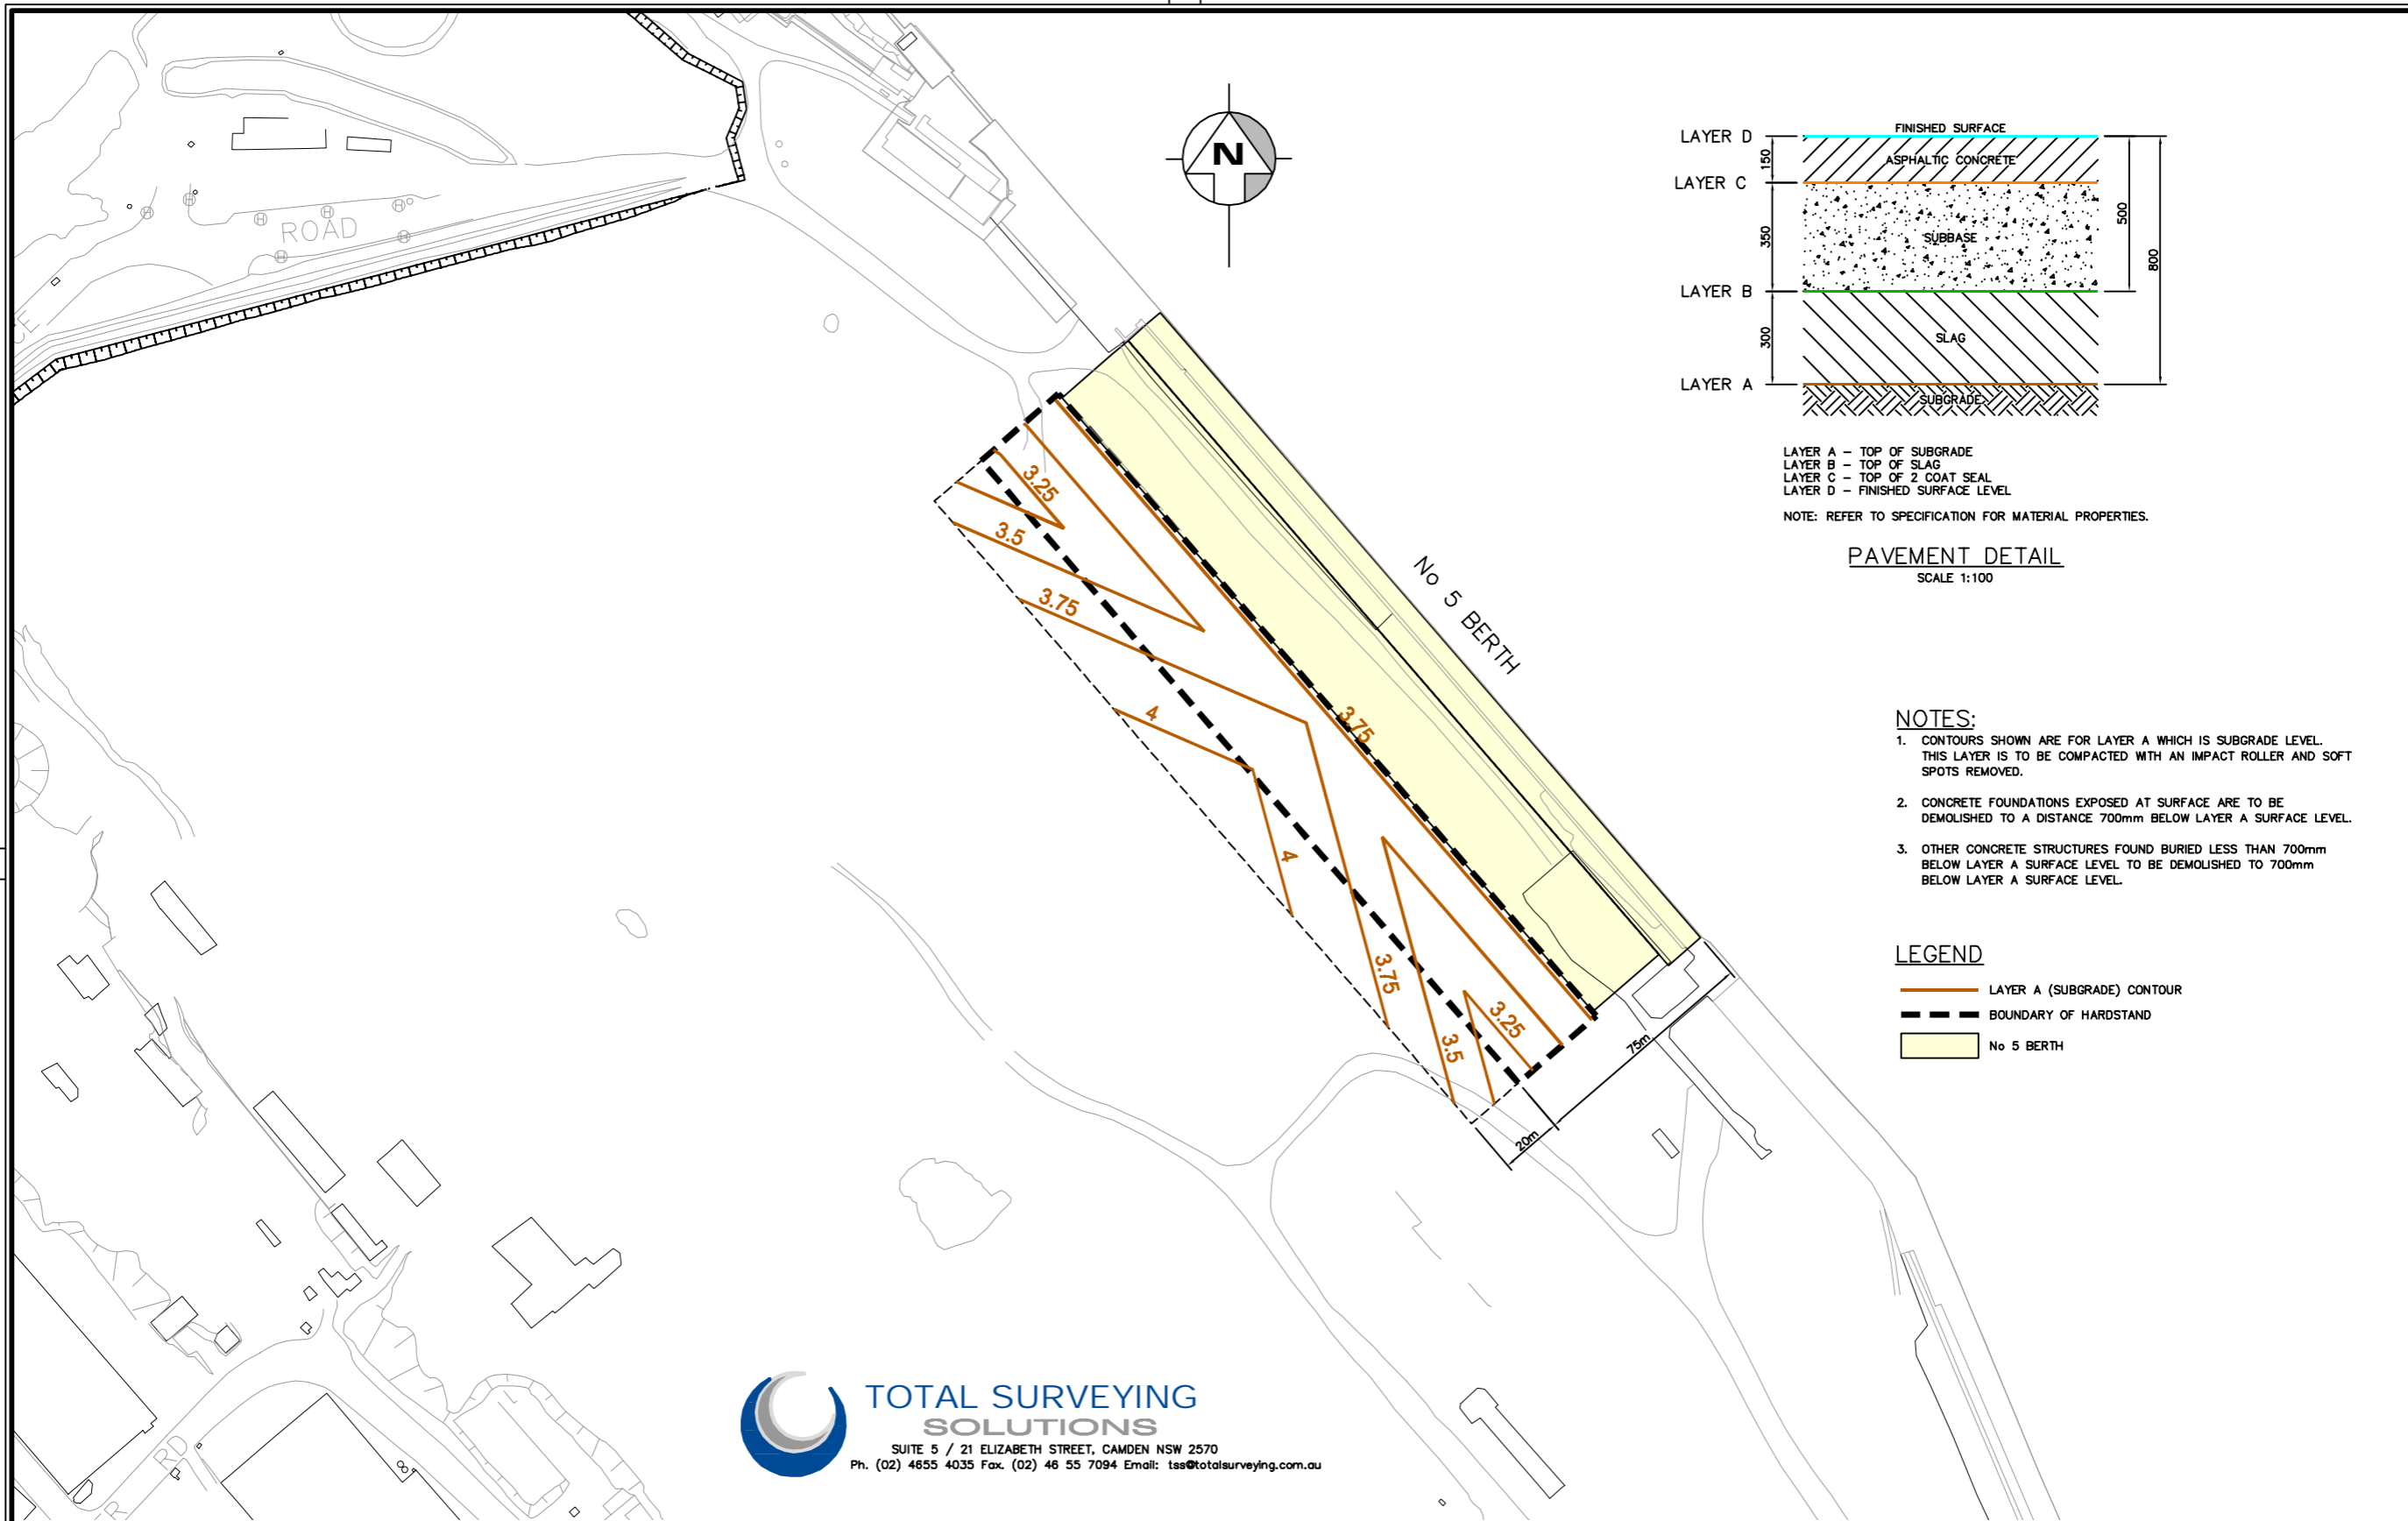 ROAD
N
LAYER D
LAYER C
LAYER B
LAYER A
150
350
300
500
800
FINISHED SURFACE
ASPHALTIC CONCRETE
SUBBASE
SLAG
SUBGRADE
LAYER A – TOP OF SUBGRADE
LAYER B – TOP OF SLAG
LAYER C – TOP OF 2 COAT SEAL
LAYER D – FINISHED SURFACE LEVEL
NOTE: REFER TO SPECIFICATION FOR MATERIAL PROPERTIES.
PAVEMENT DETAIL
SCALE 1:100
3.25
3.5
3.75
4
3.75
4
3.75
3.5
3.25
No 5 BERTH
75m
20m
NOTES:
1. CONTOURS SHOWN ARE FOR LAYER A WHICH IS SUBGRADE LEVEL.
THIS LAYER IS TO BE COMPACTED WITH AN IMPACT ROLLER AND SOFT
SPOTS REMOVED.
2. CONCRETE FOUNDATIONS EXPOSED AT SURFACE ARE TO BE
DEMOLISHED TO A DISTANCE 700mm BELOW LAYER A SURFACE LEVEL.
3. OTHER CONCRETE STRUCTURES FOUND BURIED LESS THAN 700mm
BELOW LAYER A SURFACE LEVEL TO BE DEMOLISHED TO 700mm
BELOW LAYER A SURFACE LEVEL.
LEGEND
LAYER A (SUBGRADE) CONTOUR
BOUNDARY OF HARDSTAND
No 5 BERTH
RD
TOTAL SURVEYING
SOLUTIONS
SUITE 5 / 21 ELIZABETH STREET, CAMDEN NSW 2570
Ph. (02) 4655 4035 Fax. (02) 46 55 7094 Email: tss@totalsurveying.com.au